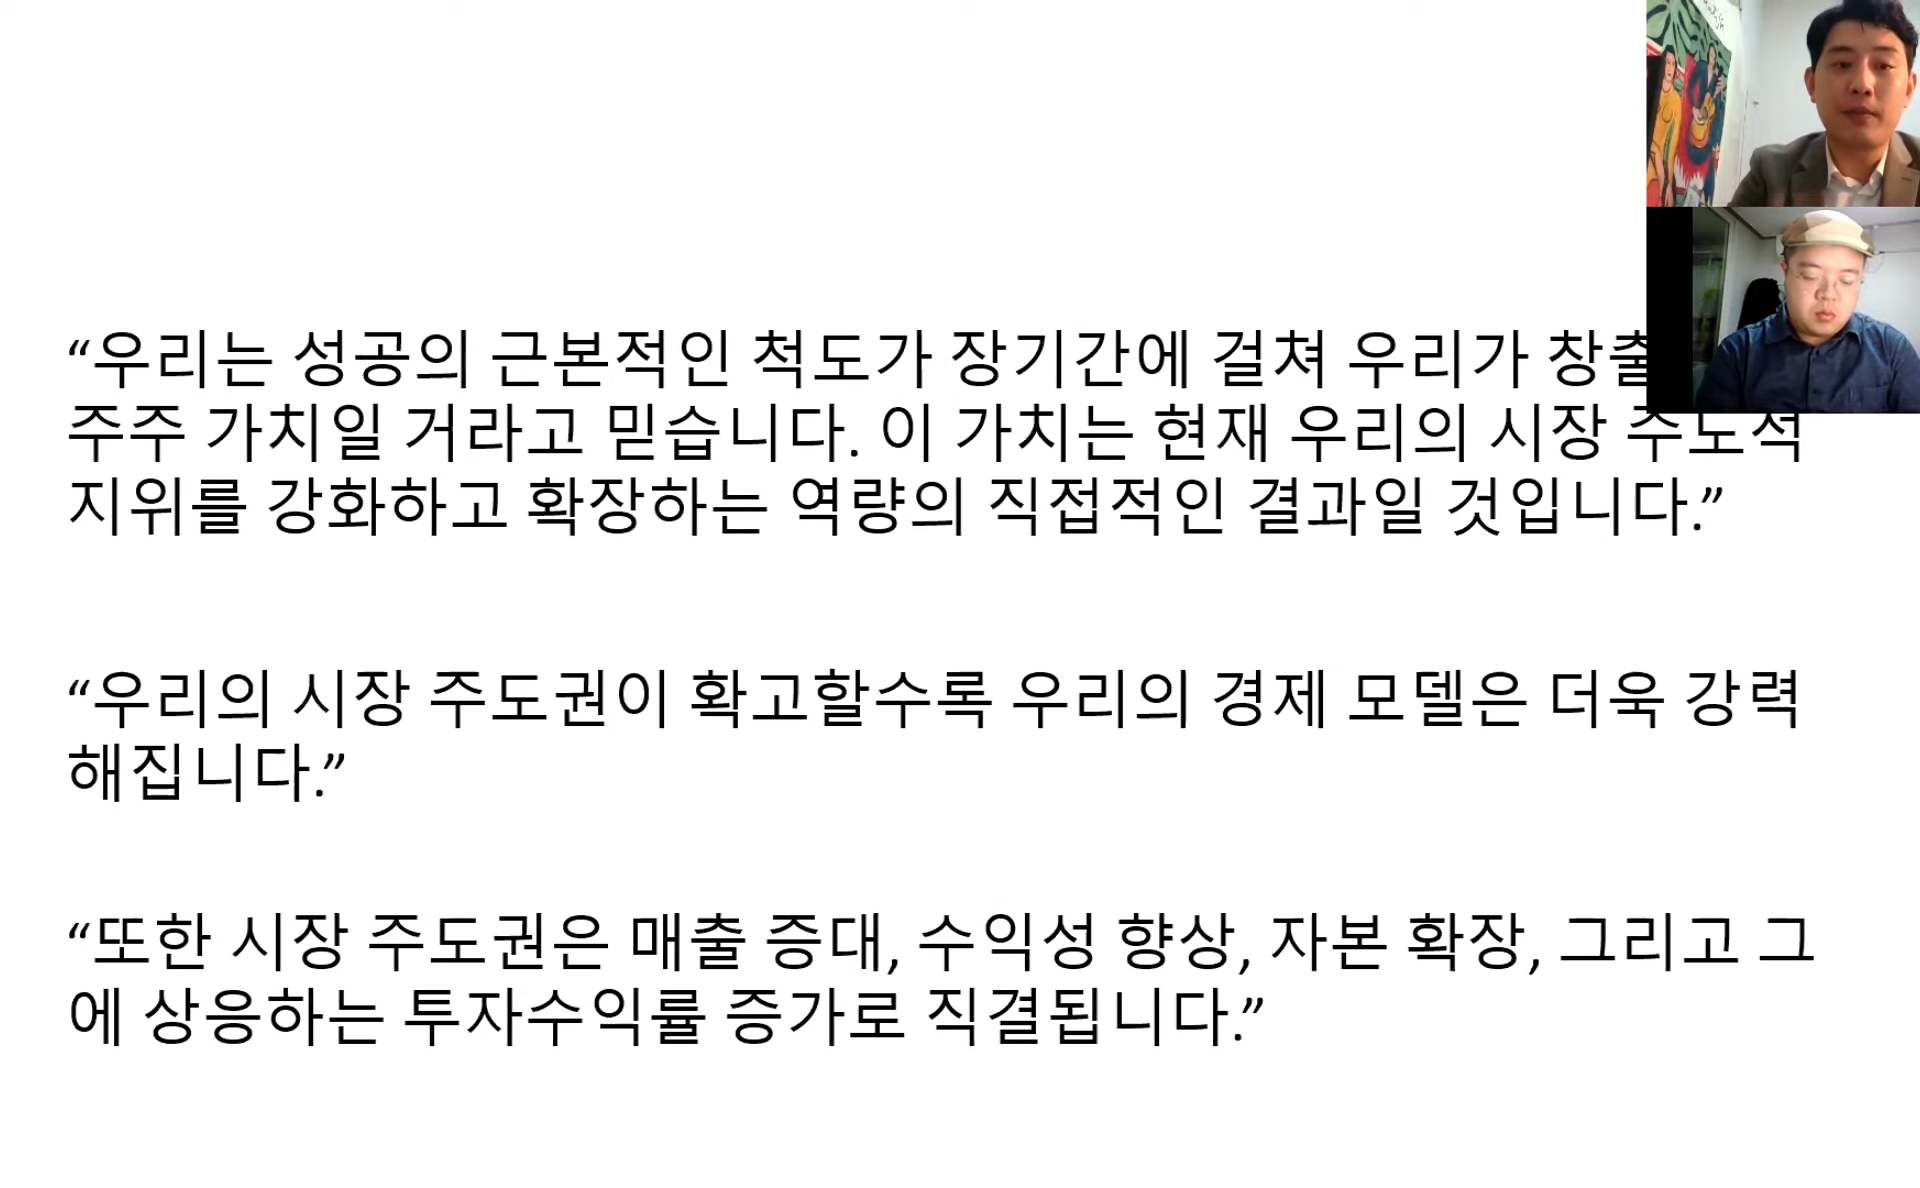 “우리는 성공의 근본적인 척도가 장기간에 걸쳐 우리가
주주 가치일 거라고 믿습니다. 이 가치는 현재 우리의 시장 주도적
지위를 강화하고 확장하는 역량의 직접적인 결과일 것입니다.”
“우리의 시장 주도권이 확고할수록 우리의 경제 모델은 더욱 강력
해집니다.”
“또한 시장 주도권은 매출 증대, 수익성 향상, 자본 확장, 그리고 그
에 상응하는 투자수익률 증가로 직결됩니다.”